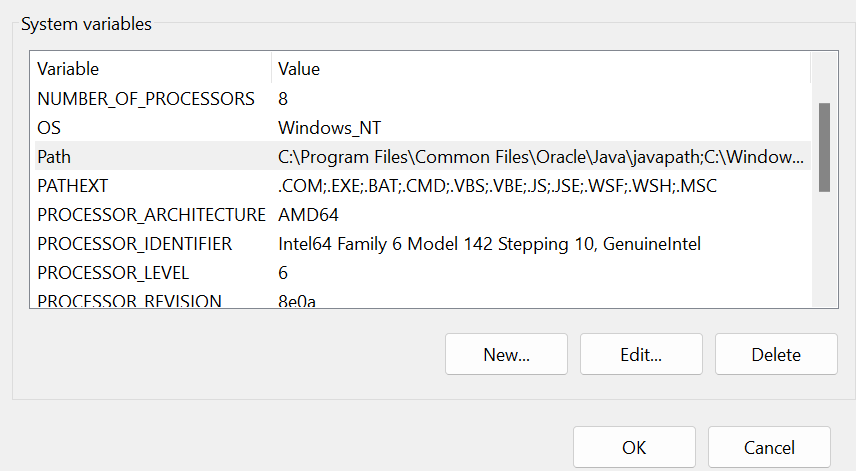 System variables
Variable Value
NUMBER_OF_PROCESSORS 8
OS Windows_NT
Path C:\Program Files\Common Files\Oracle\Java\javapath;C:\Window...
PATHEXT .COM;.EXE;.BAT;.CMD;.VBS;.VBE;.JS;.JSE;.WSF;.WSH;.MSC
PROCESSOR_ARCHITECTURE AMD64
PROCESSOR_IDENTIFIER Intel64 Family 6 Model 142 Stepping 10, GenuineIntel
PROCESSOR_LEVEL 6
PROCESSOR_REVISION 8e0a
New... Edit... Delete
OK Cancel